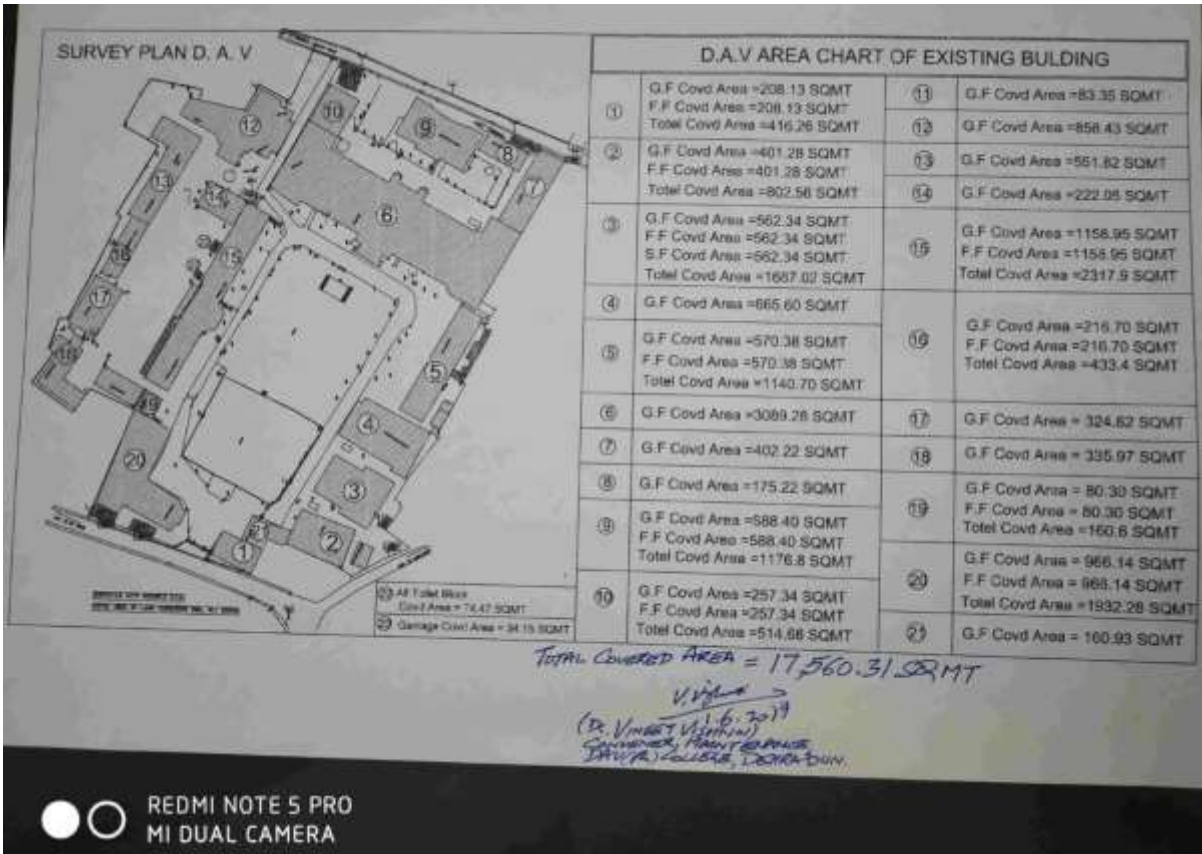 SURVEY PLAN D. A. V
D.A.V AREA CHART OF EXISTING BUILDING
①
G.F Covd Area =208.13 SQMT
F.F Covd Area =208.13 SQMT
Totel Covd Area =416.26 SQMT
②
G.F Covd Area =401.28 SQMT
F.F Covd Area =401.28 SQMT
Totel Covd Area =802.56 SQMT
③
G.F Covd Area =562.34 SQMT
F.F Covd Area =562.34 SQMT
S.F Covd Area =562.34 SQMT
Totel Covd Area =1687.02 SQMT
④
G.F Covd Area =665.60 SQMT
⑤
G.F Covd Area =570.38 SQMT
F.F Covd Area =570.38 SQMT
Totel Covd Area =1140.70 SQMT
⑥
G.F Covd Area =3089.28 SQMT
⑦
G.F Covd Area =402.22 SQMT
⑧
G.F Covd Area =175.22 SQMT
⑨
G.F Covd Area =588.40 SQMT
F.F Covd Area =588.40 SQMT
Totel Covd Area =1176.8 SQMT
⑩
G.F Covd Area =257.34 SQMT
F.F Covd Area =257.34 SQMT
Totel Covd Area =514.68 SQMT
⑪
G.F Covd Area =83.35 SQMT
⑫
G.F Covd Area =858.43 SQMT
⑬
G.F Covd Area =551.82 SQMT
⑭
G.F Covd Area =222.05 SQMT
⑮
G.F Covd Area =1158.95 SQMT
F.F Covd Area =1158.95 SQMT
Totel Covd Area =2317.9 SQMT
⑯
G.F Covd Area =216.70 SQMT
F.F Covd Area =216.70 SQMT
Totel Covd Area =433.4 SQMT
⑰
G.F Covd Area = 324.62 SQMT
⑱
G.F Covd Area = 335.97 SQMT
⑲
G.F Covd Area = 80.30 SQMT
F.F Covd Area = 80.30 SQMT
Totel Covd Area =160.6 SQMT
⑳
G.F Covd Area = 966.14 SQMT
F.F Covd Area = 966.14 SQMT
Totel Covd Area =1932.28 SQMT
㉑
G.F Covd Area = 160.93 SQMT
㉒ All Toilet Block
Covd Area = 74.47 SQMT
㉓ Garrage Covd Area = 34.15 SQMT
TOTAL COVERED AREA = 17,560.31 SQ MT
(Dr. VINEET VISHNOI)
CONVENER, MAINTENANCE
DAV(PG) COLLEGE, DEHRADUN.
REDMI NOTE 5 PRO
MI DUAL CAMERA